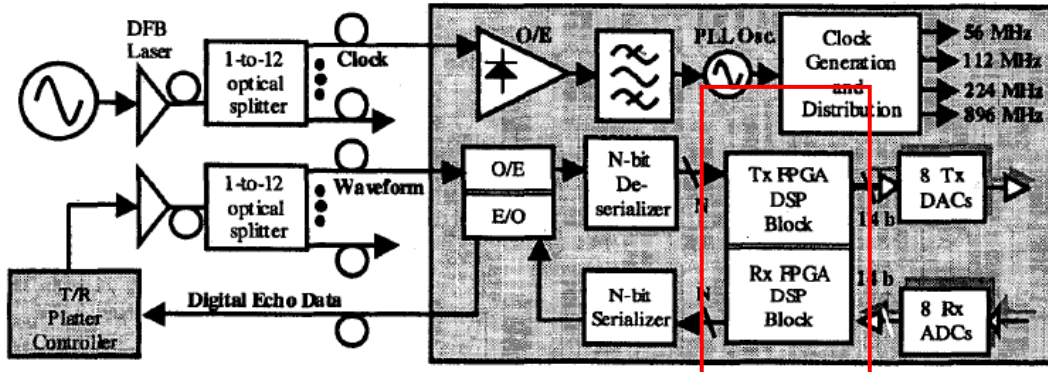 DFB
Laser
1-to-12
optical
splitter
Clock
O/E
PLL Osc.
Clock
Generation
and
Distribution
56 MHz
112 MHz
224 MHz
896 MHz
1-to-12
optical
splitter
Waveform
O/E
E/O
N-bit
De-
serializer
N
Tx FPGA
DSP
Block
14 b
8 Tx
DACs
T/R
Platter
Controller
Digital Echo Data
N-bit
Serializer
N
Rx FPGA
DSP
Block
14 b
8 Rx
ADCs